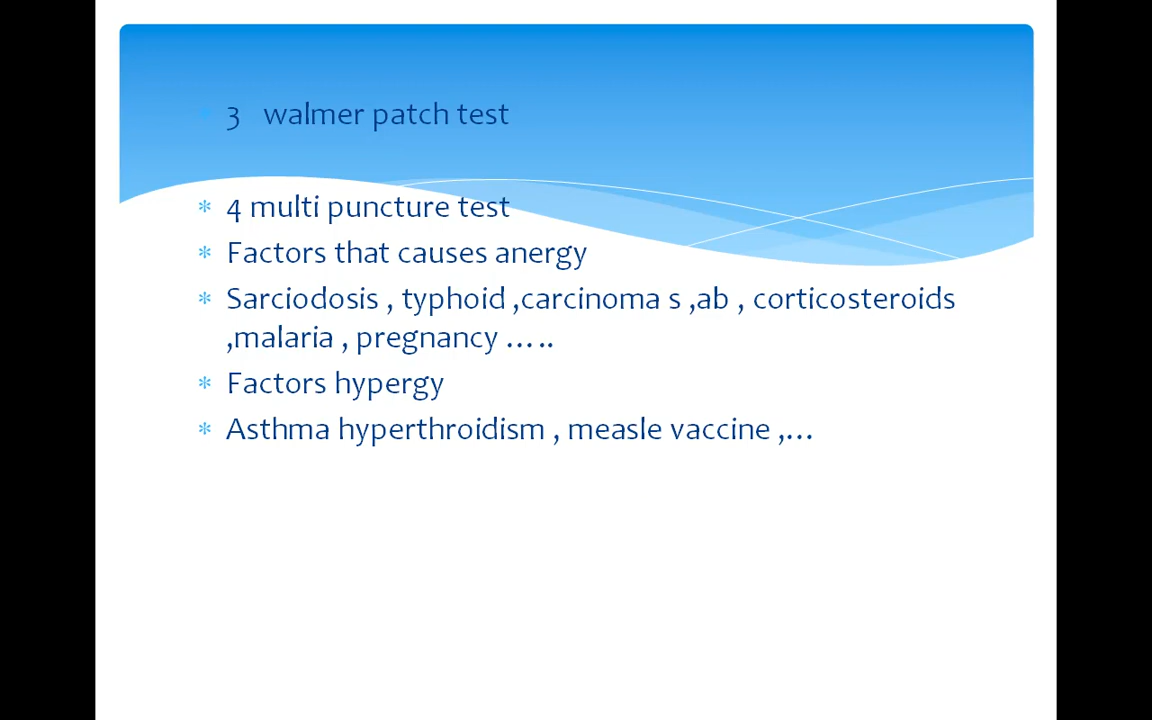 3 walmer patch test
4 multi puncture test
Factors that causes anergy
Sarciodosis , typhoid ,carcinoma s ,ab , corticosteroids
,malaria , pregnancy …..
Factors hypergy
Asthma hyperthroidism , measle vaccine ,…